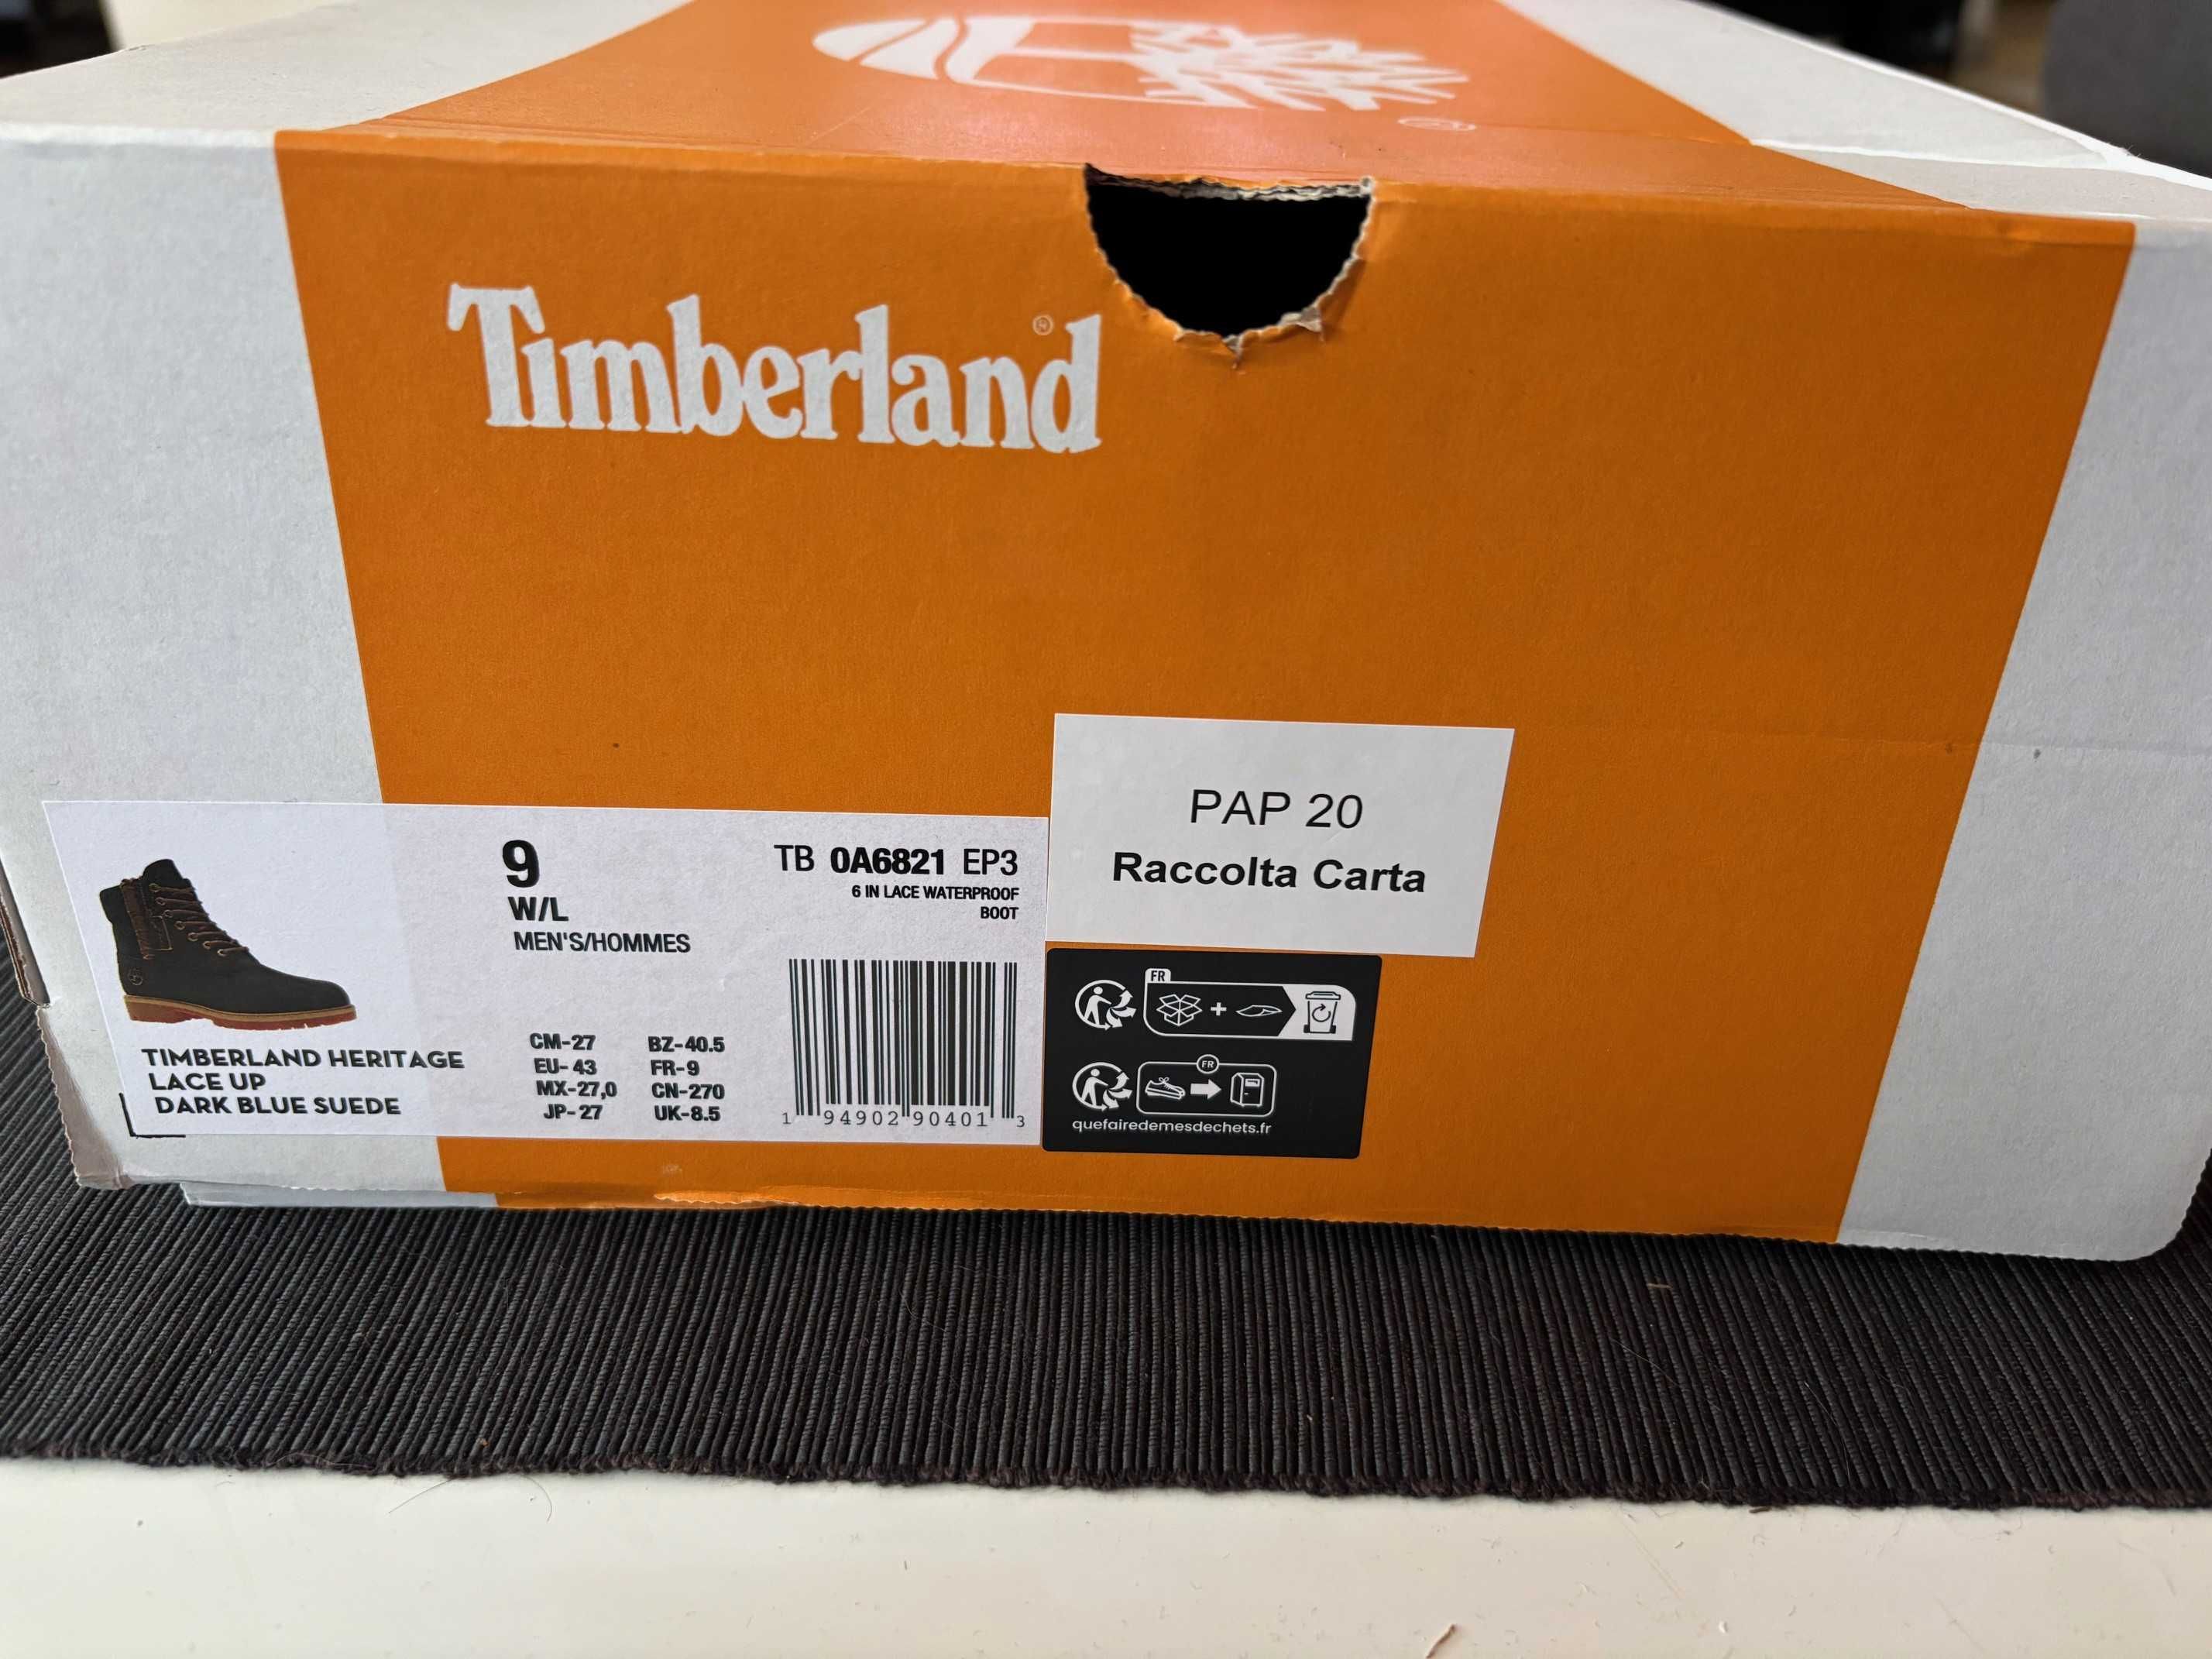 Timberland®
PAP 20
Raccolta Carta
9
W/L
MEN'S/HOMMES
TB 0A6821 EP3
6 IN LACE WATERPROOF
BOOT
TIMBERLAND HERITAGE
LACE UP
DARK BLUE SUEDE
CM-27 BZ-40.5
EU-43 FR-9
MX-27,0 CN-270
JP-27 UK-8.5
1 94902 90401 3
FR
FR
quefairedemesdechets.fr